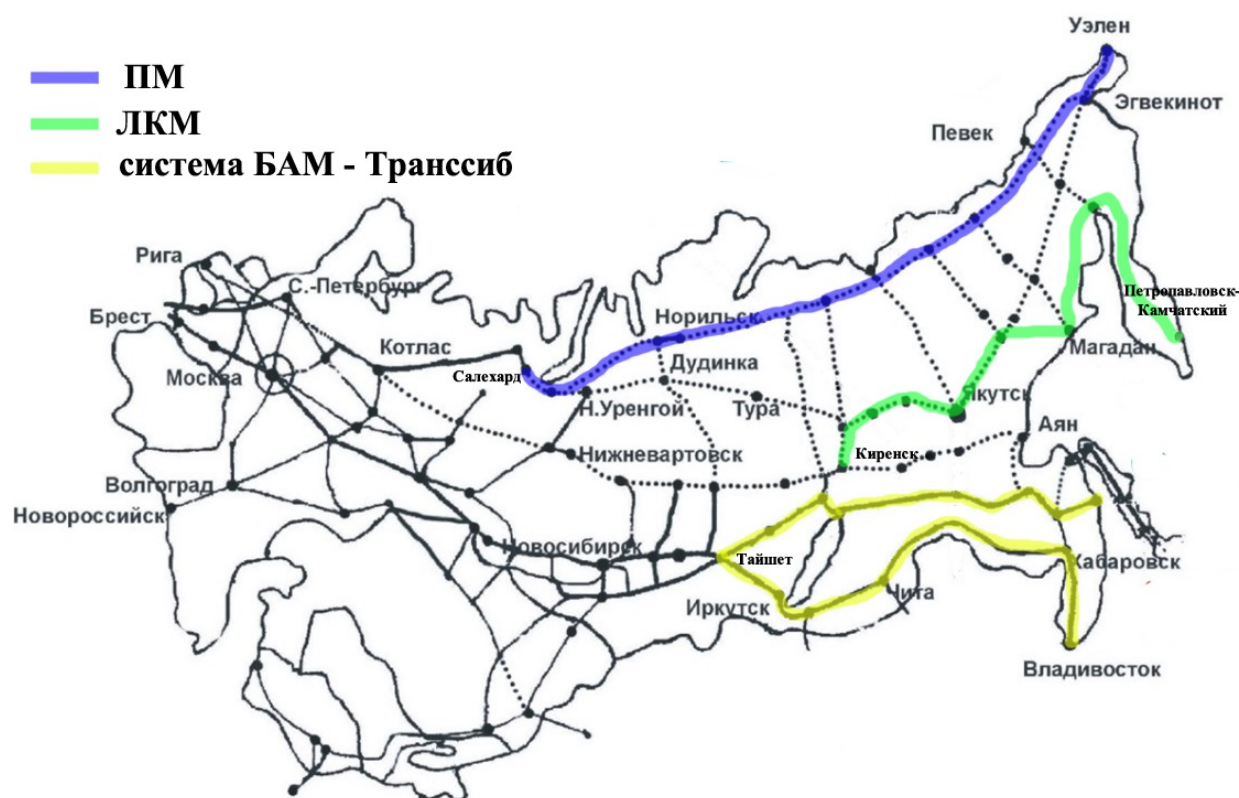 ПМ
ЛКМ
система БАМ - Транссиб
Уэлен
Эгвекинот
Певек
Рига
С.-Петербург
Брест
Котлас
Москва
Салехард
Норильск
Дудинка
Н.Уренгой
Тура
Якутск
Магадан
Петропавловск-
Камчатский
Аян
Киренск
Нижневартовск
Волгоград
Новороссийск
Новосибирск
Тайшет
Иркутск
Чита
Хабаровск
Владивосток